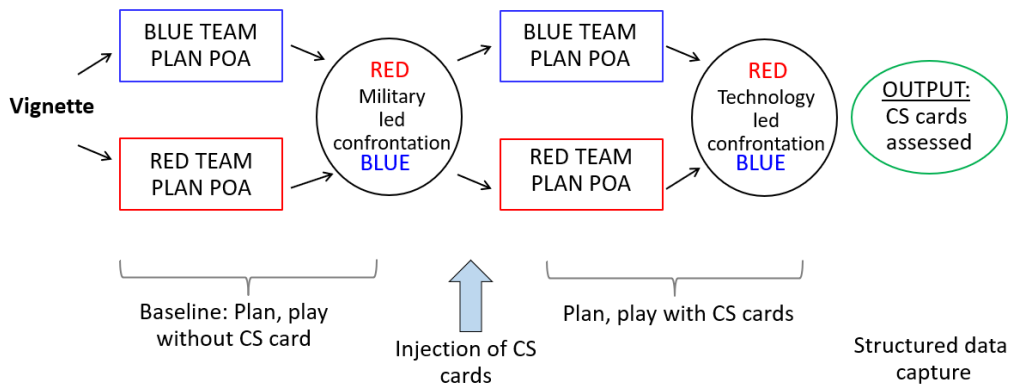 BLUE TEAM
PLAN POA
BLUE TEAM
PLAN POA
Vignette
RED
Military
led
confrontation
BLUE
RED
Technology
led
confrontation
BLUE
OUTPUT:
CS cards
assessed
RED TEAM
PLAN POA
RED TEAM
PLAN POA
Baseline: Plan, play
without CS card
Injection of CS
cards
Plan, play with CS cards
Structured data
capture